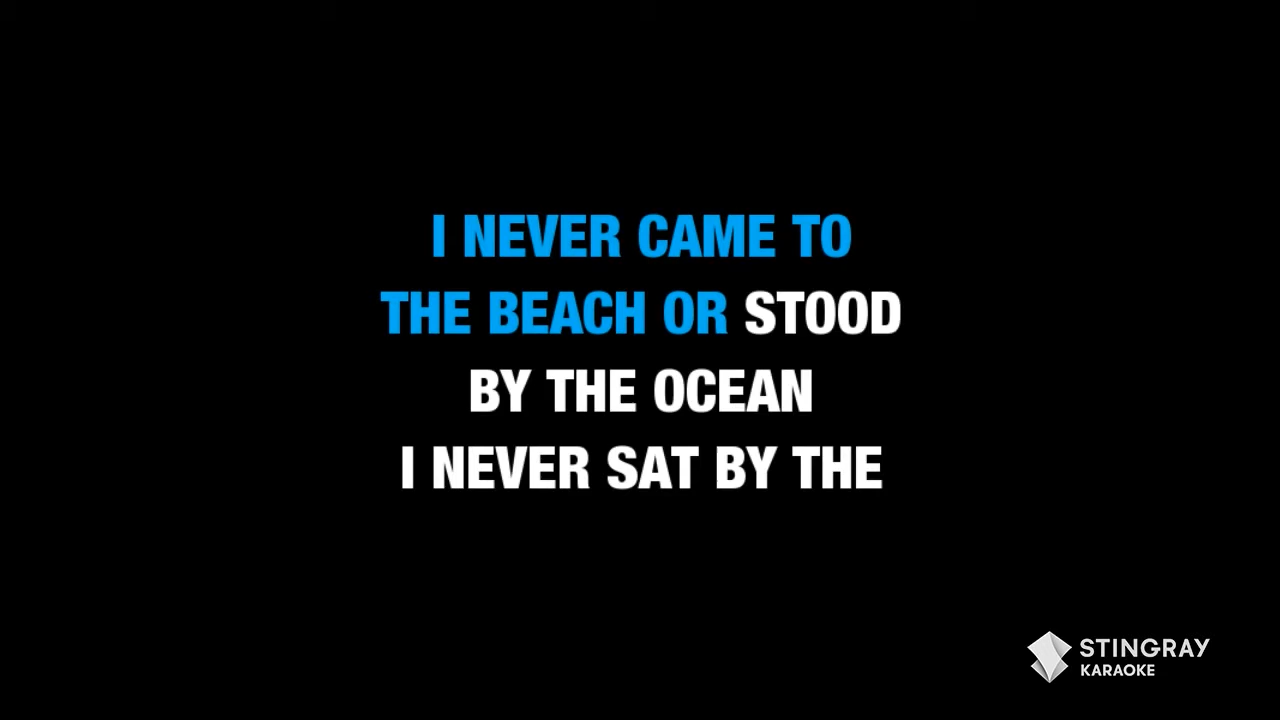 I NEVER CAME TO
THE BEACH OR STOOD
BY THE OCEAN
I NEVER SAT BY THE
STINGRAY
KARAOKE